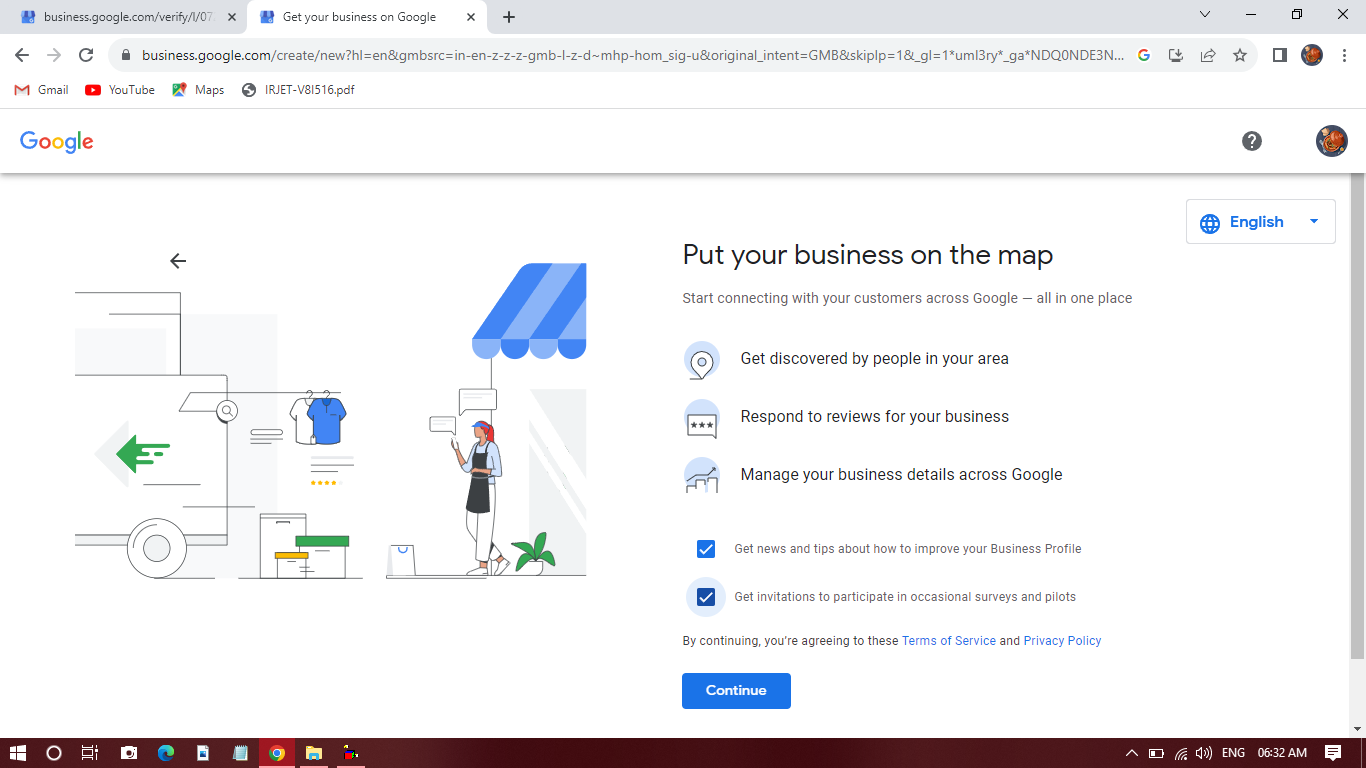 business.google.com/verify/l/07
Get your business on Google
business.google.com/create/new?hl=en&gmbsrc=in-en-z-z-z-gmb-l-z-d~mhp-hom_sig-u&original_intent=GMB&skiplp=1&_gl=1*uml3ry*_ga*NDQ0NDE3N...
Gmail
YouTube
Maps
IRJET-V8I516.pdf
Google
English
Put your business on the map
Start connecting with your customers across Google — all in one place
Get discovered by people in your area
Respond to reviews for your business
Manage your business details across Google
Get news and tips about how to improve your Business Profile
Get invitations to participate in occasional surveys and pilots
By continuing, you're agreeing to these Terms of Service and Privacy Policy
Continue
ENG
06:32 AM